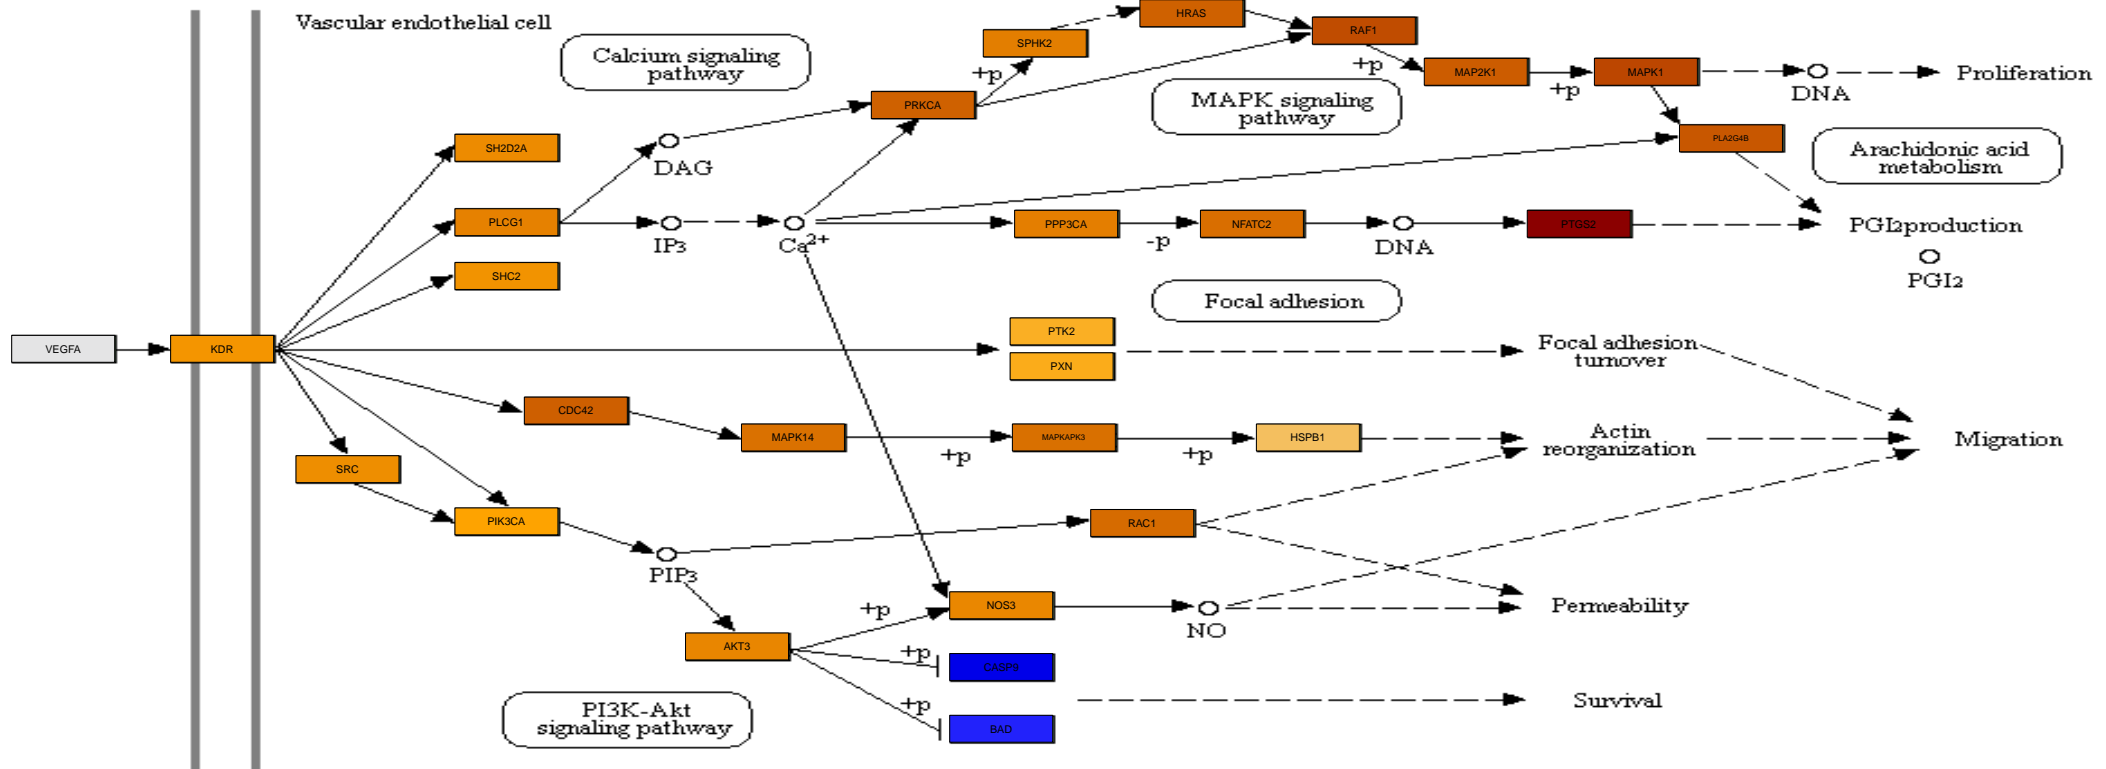 Vascular endothelial cell
HRAS
SPHK2
RAF1
Calcium signaling
pathway
+p
+p
MAP2K1
MAPK1
+p
DNA
Proliferation
PRKCA
MAPK signaling
pathway
SH2D2A
DAG
PLA2G4B
Arachidonic acid
metabolism
PLCG1
IP3
Ca2+
PPP3CA
-p
NFATC2
DNA
PTGS2
PGI2production
PGI2
SHC2
Focal adhesion
VEGFA
KDR
PTK2
PXN
Focal adhesion
turnover
CDC42
MAPK14
+p
MAPKAPK3
+p
HSPB1
Actin
reorganization
Migration
SRC
PIK3CA
RAC1
PIP3
+p
NOS3
NO
Permeability
AKT3
+p
CASP9
+p
BAD
Survival
PI3K-Akt
signaling pathway